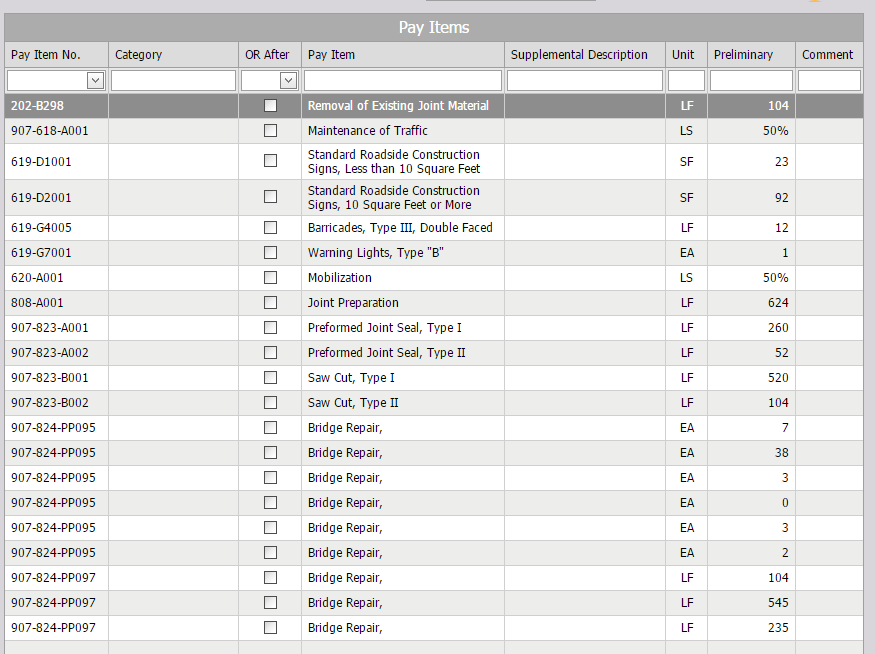 Pay Items
Pay Item No. Category OR After Pay Item Supplemental Description Unit Preliminary Comment
202-B298 Removal of Existing Joint Material LF 104
907-618-A001 Maintenance of Traffic LS 50%
619-D1001 Standard Roadside Construction
Signs, Less than 10 Square Feet SF 23
619-D2001 Standard Roadside Construction
Signs, 10 Square Feet or More SF 92
619-G4005 Barricades, Type III, Double Faced LF 12
619-G7001 Warning Lights, Type "B" EA 1
620-A001 Mobilization LS 50%
808-A001 Joint Preparation LF 624
907-823-A001 Preformed Joint Seal, Type I LF 260
907-823-A002 Preformed Joint Seal, Type II LF 52
907-823-B001 Saw Cut, Type I LF 520
907-823-B002 Saw Cut, Type II LF 104
907-824-PP095 Bridge Repair, EA 7
907-824-PP095 Bridge Repair, EA 38
907-824-PP095 Bridge Repair, EA 3
907-824-PP095 Bridge Repair, EA 0
907-824-PP095 Bridge Repair, EA 3
907-824-PP095 Bridge Repair, EA 2
907-824-PP097 Bridge Repair, LF 104
907-824-PP097 Bridge Repair, LF 545
907-824-PP097 Bridge Repair, LF 235